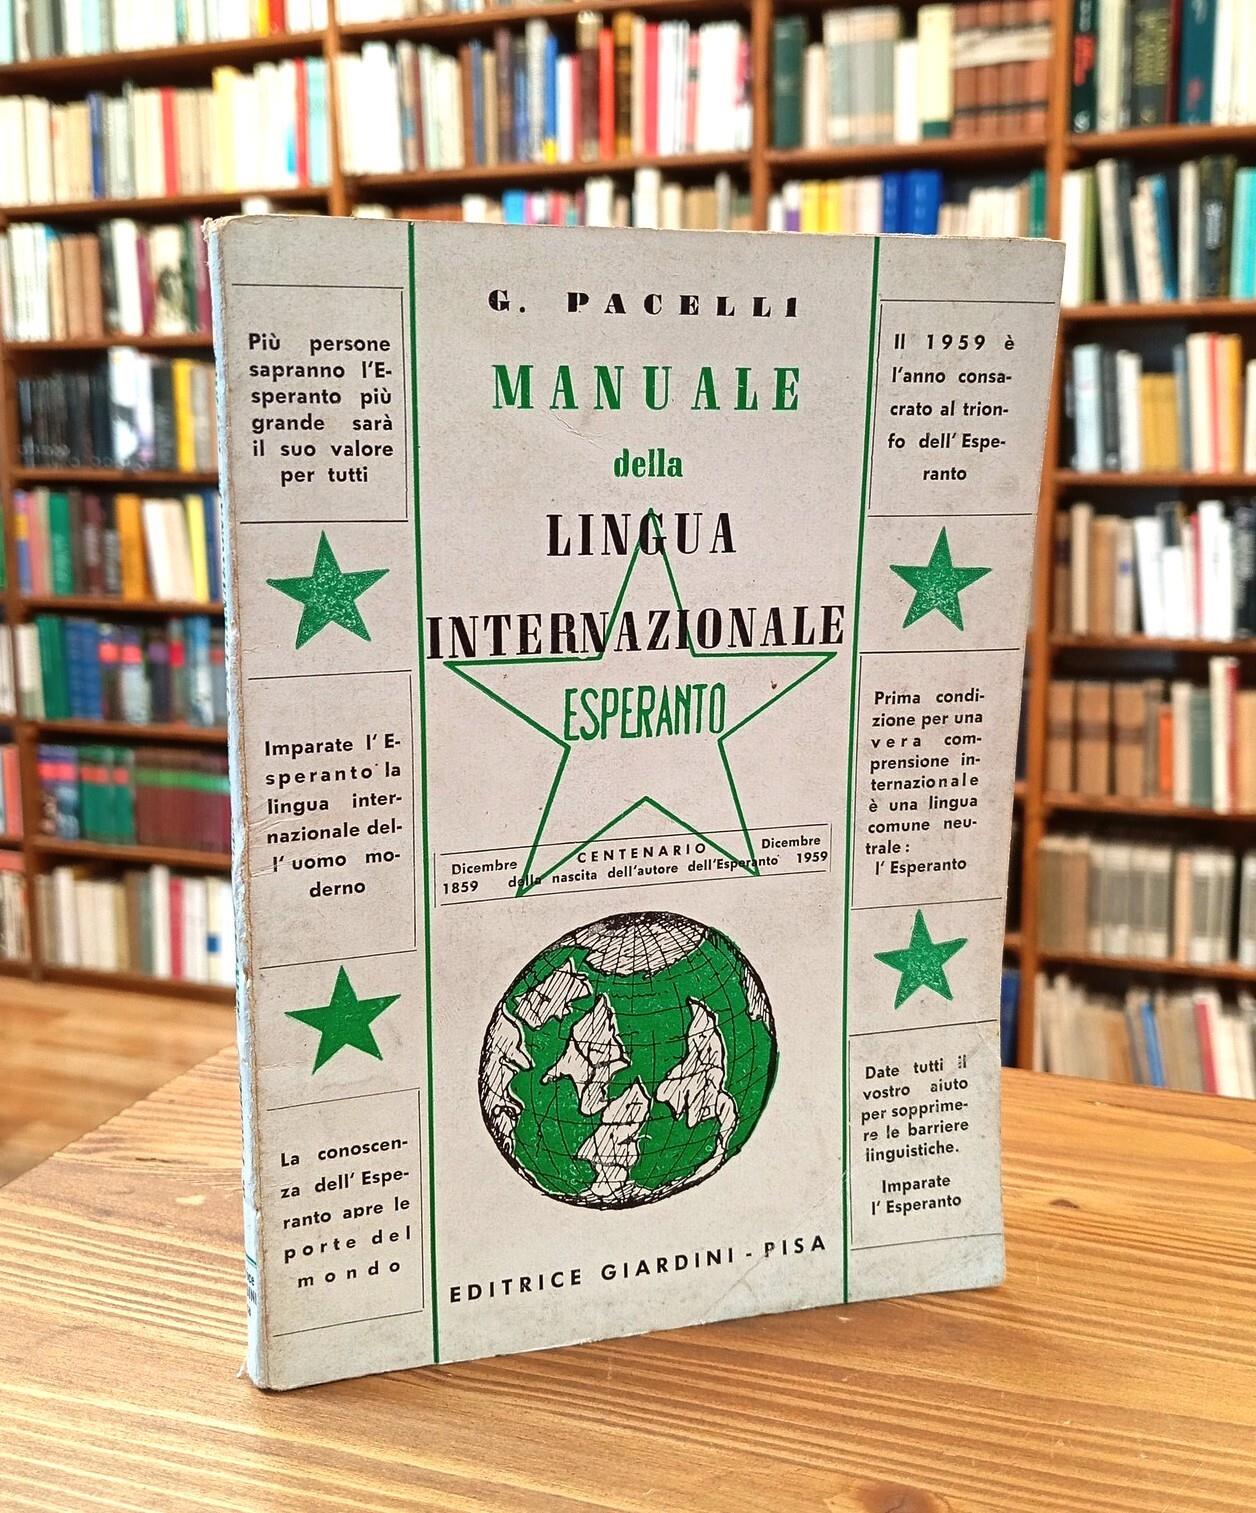 G. PACELLI
MANUALE
della
LINGUA
INTERNAZIONALE
ESPERANTO
Dicembre
1859
CENTENARIO
della nascita dell'autore dell'Esperanto
Dicembre
1959
EDITRICE GIARDINI - PISA
Più persone
sapranno l'E-
speranto più
grande sarà
il suo valore
per tutti
Imparate l'E-
speranto la
lingua inter-
nazionale del-
l'uomo mo-
derno
La conoscen-
za dell'Espe-
ranto apre le
porte del
mondo
Il 1959 è
l'anno consa-
crato al trion-
fo dell'Espe-
ranto
Prima condi-
zione per una
vera com-
prensione in-
ternazionale
è una lingua
comune neu-
trale:
l'Esperanto
Date tutti il
vostro aiuto
per sopprime-
re le barriere
linguistiche.
Imparate
l'Esperanto